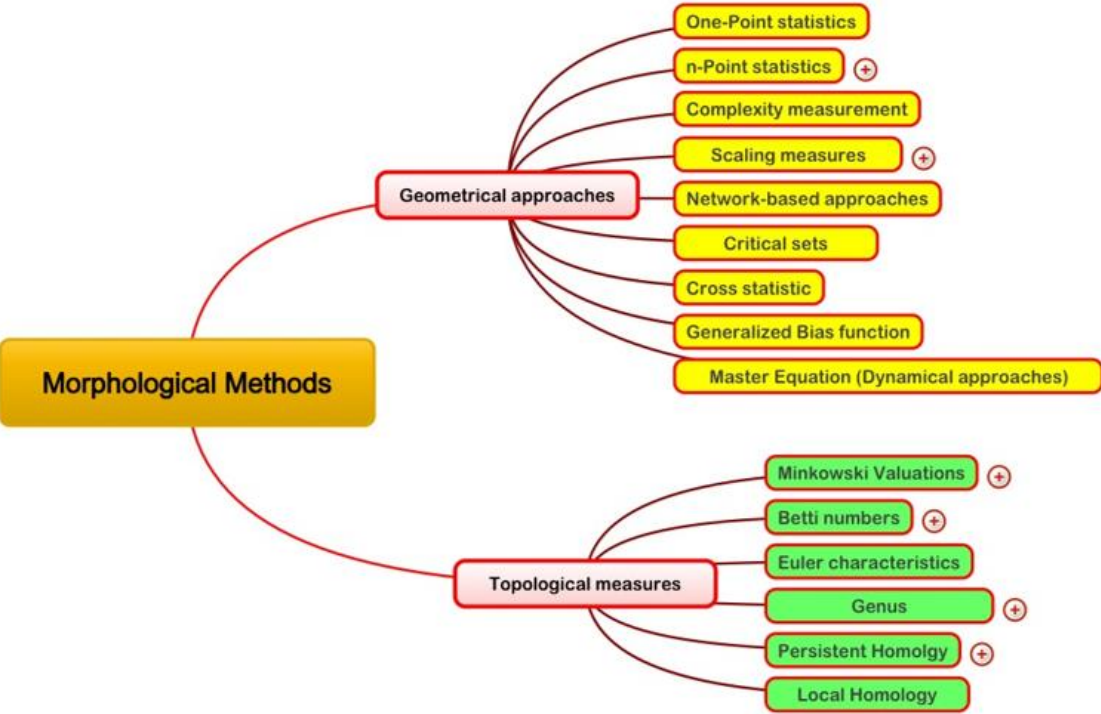 One-Point statistics
n-Point statistics
Complexity measurement
Scaling measures
Geometrical approaches
Network-based approaches
Critical sets
Cross statistic
Generalized Bias function
Master Equation (Dynamical approaches)
Morphological Methods
Minkowski Valuations
Betti numbers
Euler characteristics
Topological measures
Genus
Persistent Homolgy
Local Homology